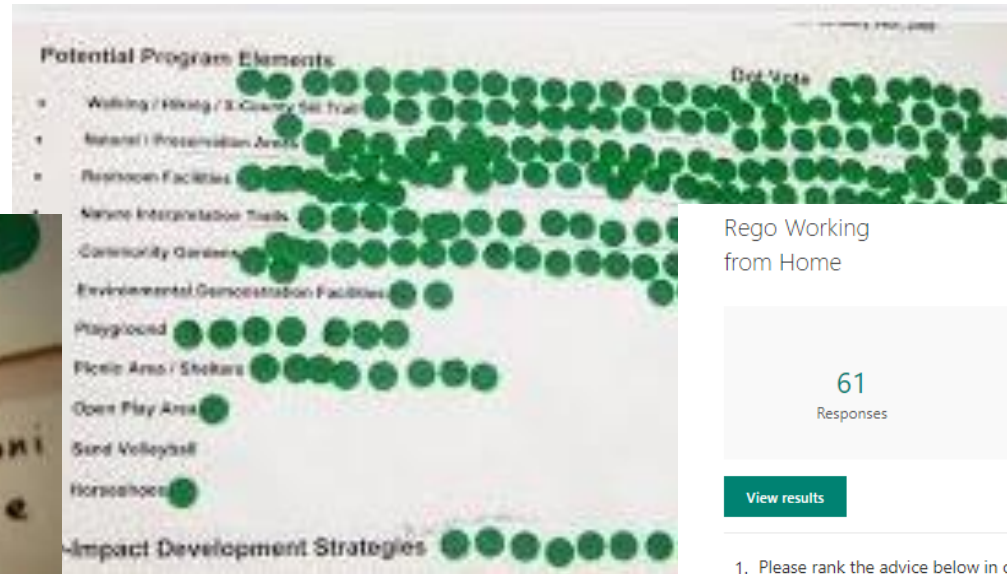 Potential Program Elements
Dot Vote
Walking / Hiking / X-County Ski Trail
Natural / Preservation Areas
Restroom Facilities
Nature Interpretation Trails
Community Gardens
Environmental Demonstration Facilities
Playground
Picnic Area / Shelters
Open Play Area
Sand Volleyball
Horseshoes
-Impact Development Strategies
ni
e
Rego Working
from Home
61
Responses
View results
1. Please rank the advice below in